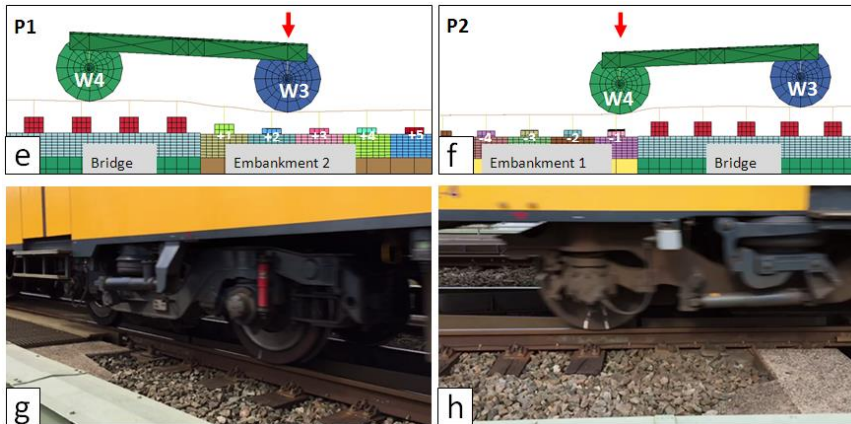 P1
W4
W3
+1
+2
+3
+4
+5
e
Bridge
Embankment 2
P2
W4
W3
-4
-3
-2
-1
f
Embankment 1
Bridge
g
h